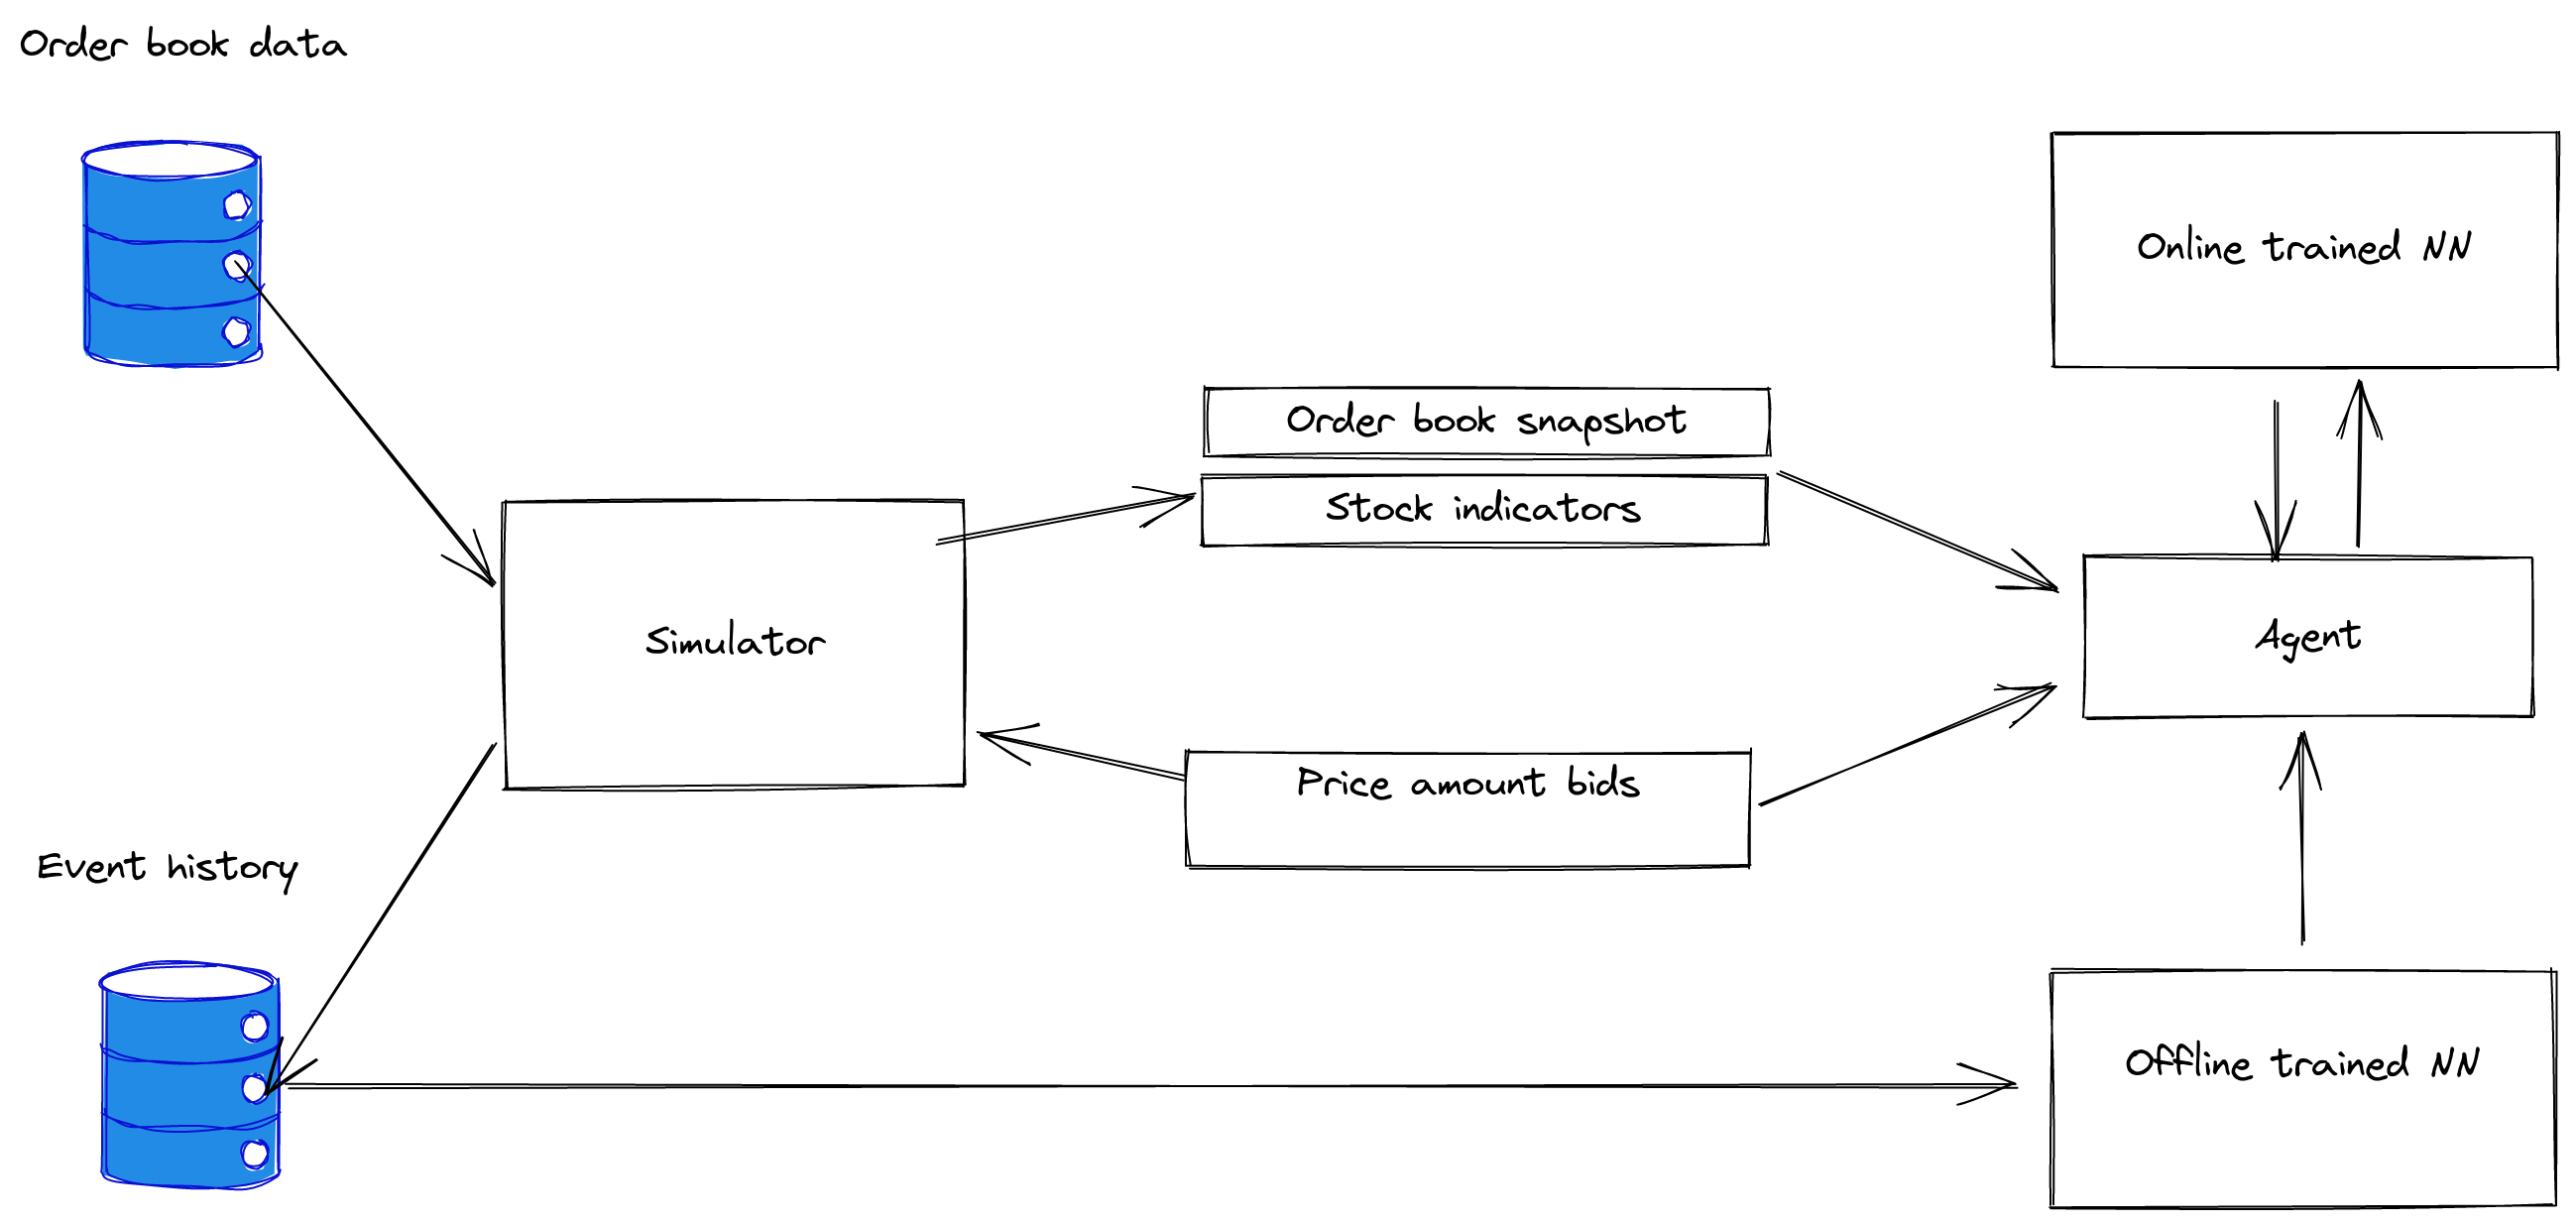 Order book data
Online trained NN
Order book snapshot
Stock indicators
Simulator
Agent
Price amount bids
Event history
Offline trained NN